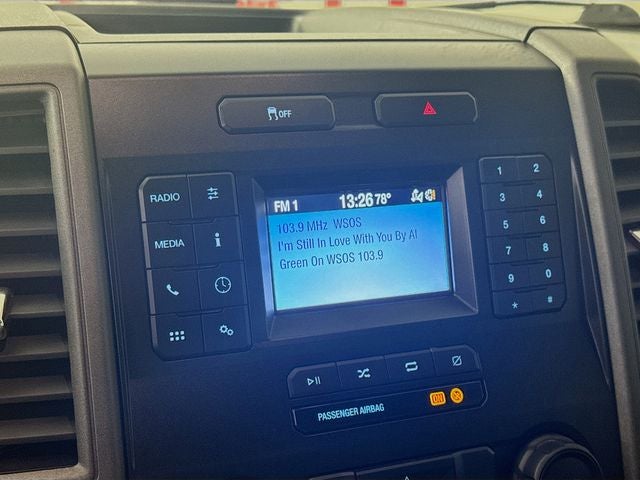 OFF
RADIO
MEDIA
i
FM 1 13:26 78°
103.9 MHz WSOS
I'm Still In Love With You By Al
Green On WSOS 103.9
1 2
3 4
5 6
7 8
9 0
* #
PASSENGER AIRBAG ON